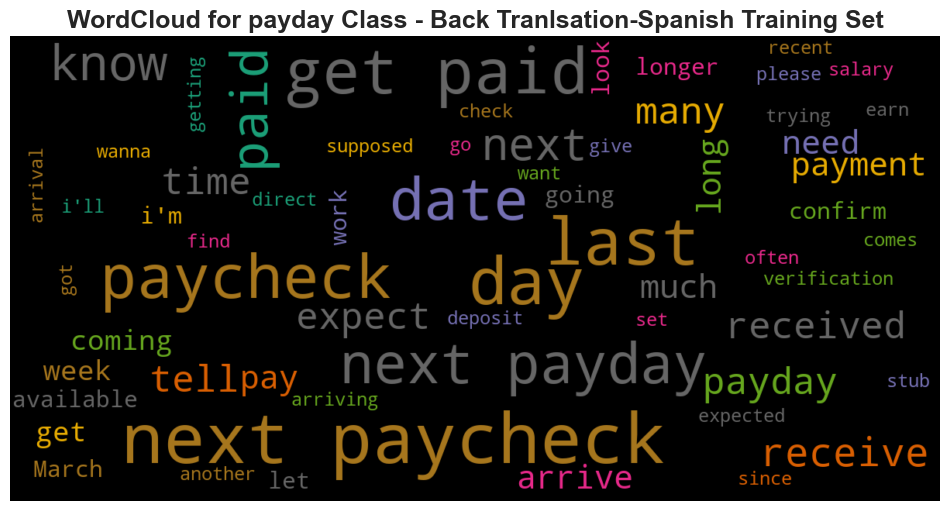 WordCloud for payday Class - Back Tranlsation-Spanish Training Set
know
getting
paid
get paid
look
longer
recent
please
salary
check
many
trying
earn
wanna
supposed
go
next
give
need
payment
arrival
time
want
long
i'll
i'm
direct
work
date
going
confirm
find
last
comes
often
got
paycheck
day
much
verification
expect
deposit
set
received
coming
week
tell
pay
next payday
payday
stub
available
arriving
expected
get
next paycheck
receive
March
another
let
arrive
since